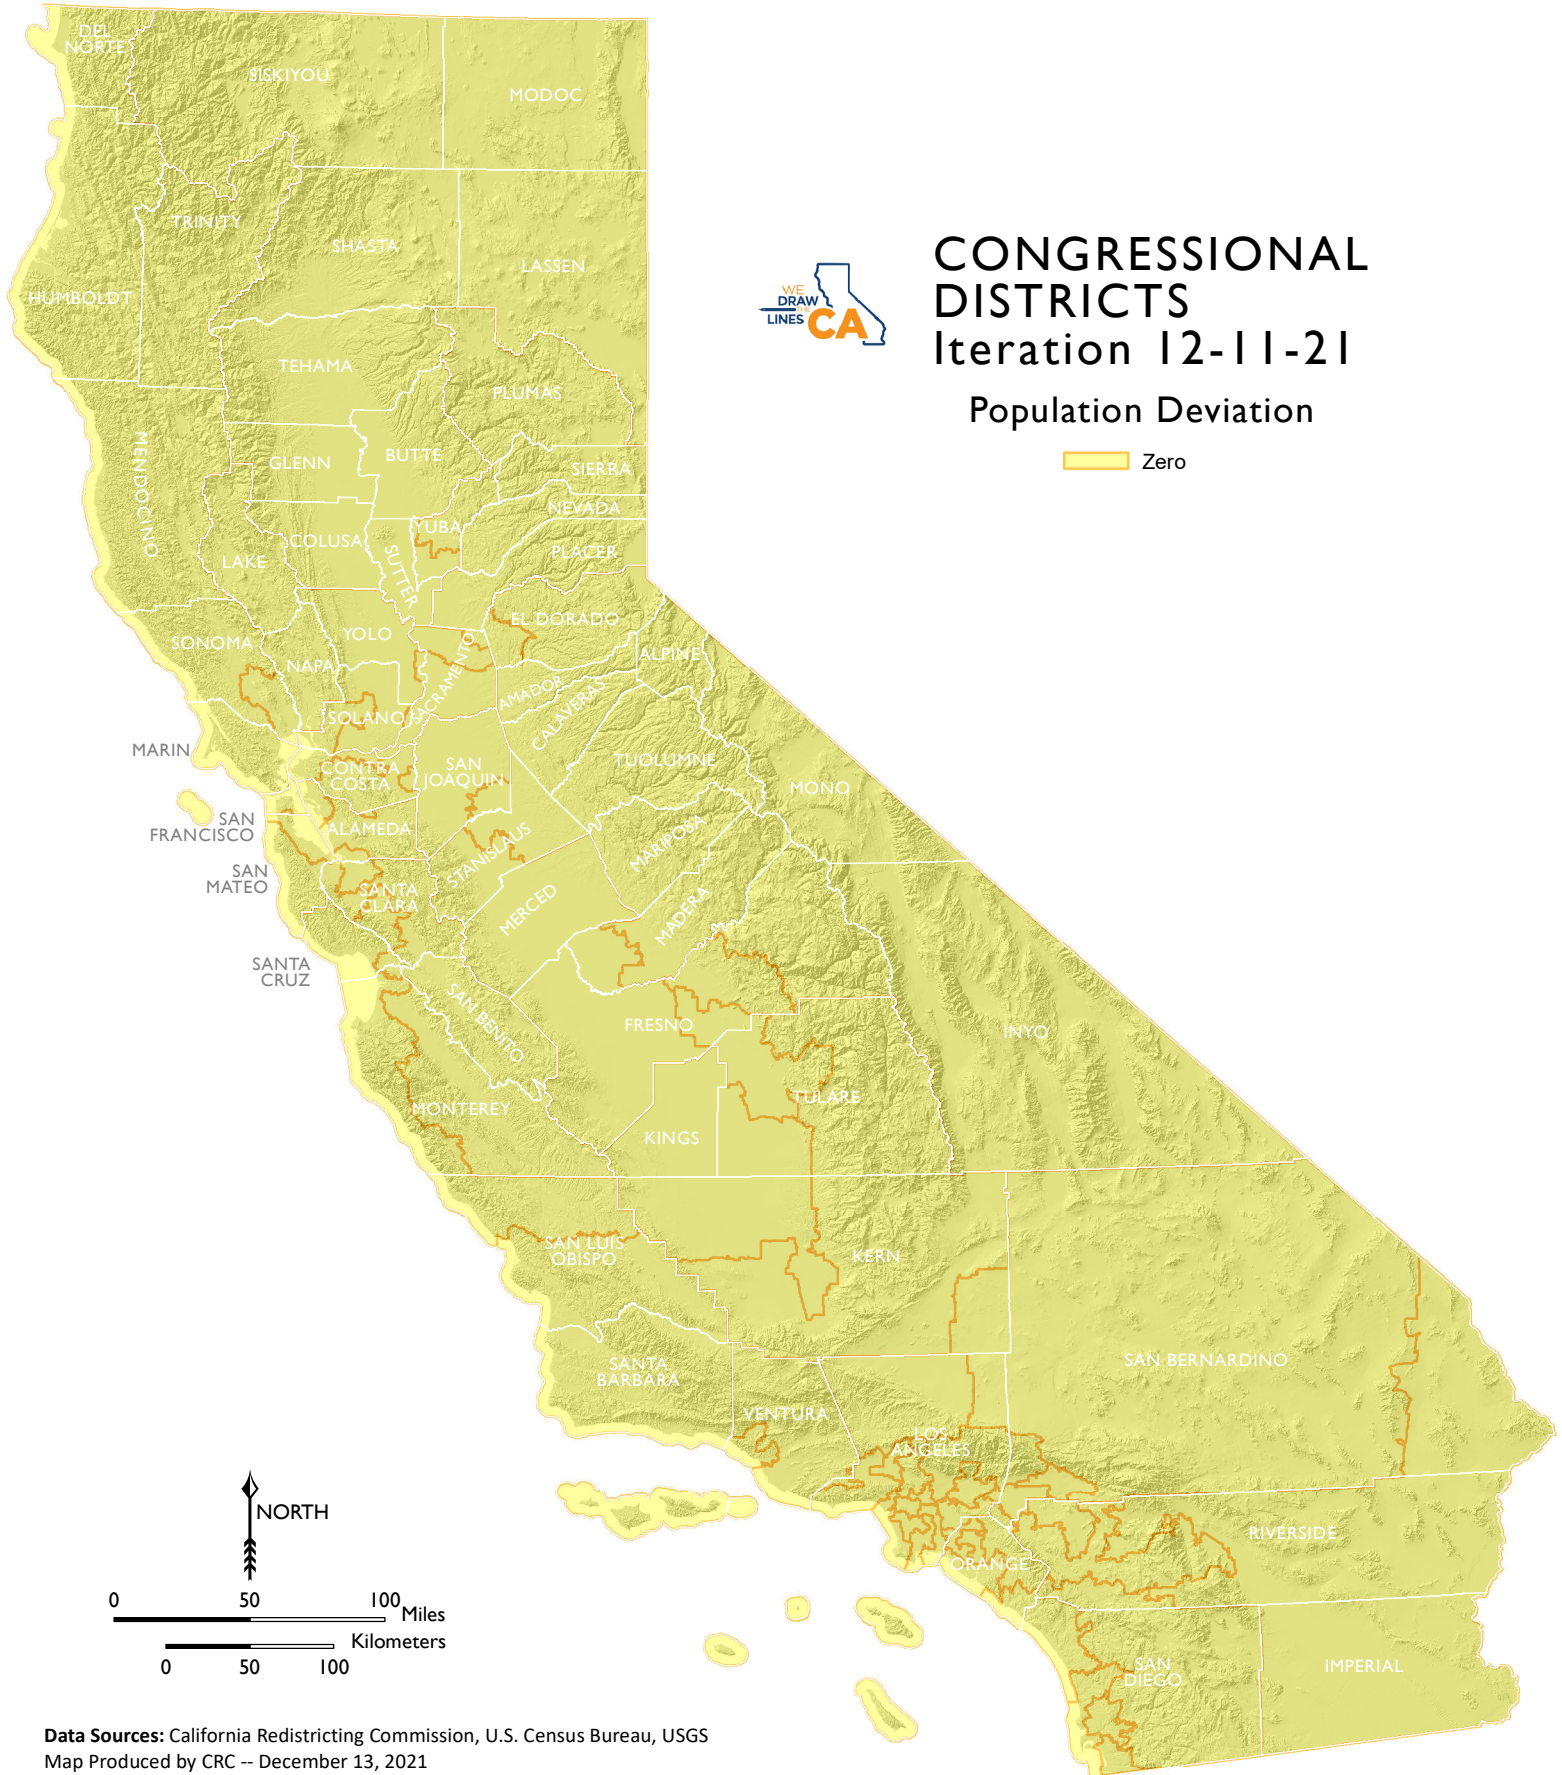 DEL
NORTE
SISKIYOU
MODOC
TRINITY
SHASTA
LASSEN
HUMBOLDT
WE
DRAW
THE
LINES
CA
CONGRESSIONAL
DISTRICTS
Iteration 12-11-21
Population Deviation
Zero
TEHAMA
PLUMAS
MENDOCINO
GLENN
BUTTE
SIERRA
NEVADA
YUBA
COLUSA
SUTTER
PLACER
LAKE
EL DORADO
SONOMA
YOLO
NAPA
SACRAMENTO
ALPINE
AMADOR
SOLANO
CALAVERAS
MARIN
CONTRA
COSTA
SAN
JOAQUIN
TUOLUMNE
MONO
SAN
FRANCISCO
ALAMEDA
STANISLAUS
MARIPOSA
SAN
MATEO
SANTA
CLARA
MERCED
MADERA
SANTA
CRUZ
SAN BENITO
FRESNO
INYO
MONTEREY
TULARE
KINGS
SAN LUIS
OBISPO
KERN
SANTA
BARBARA
SAN BERNARDINO
VENTURA
LOS
ANGELES
RIVERSIDE
ORANGE
SAN
DIEGO
IMPERIAL
NORTH
0 50 100 Miles
Kilometers
0 50 100
Data Sources: California Redistricting Commission, U.S. Census Bureau, USGS
Map Produced by CRC -- December 13, 2021